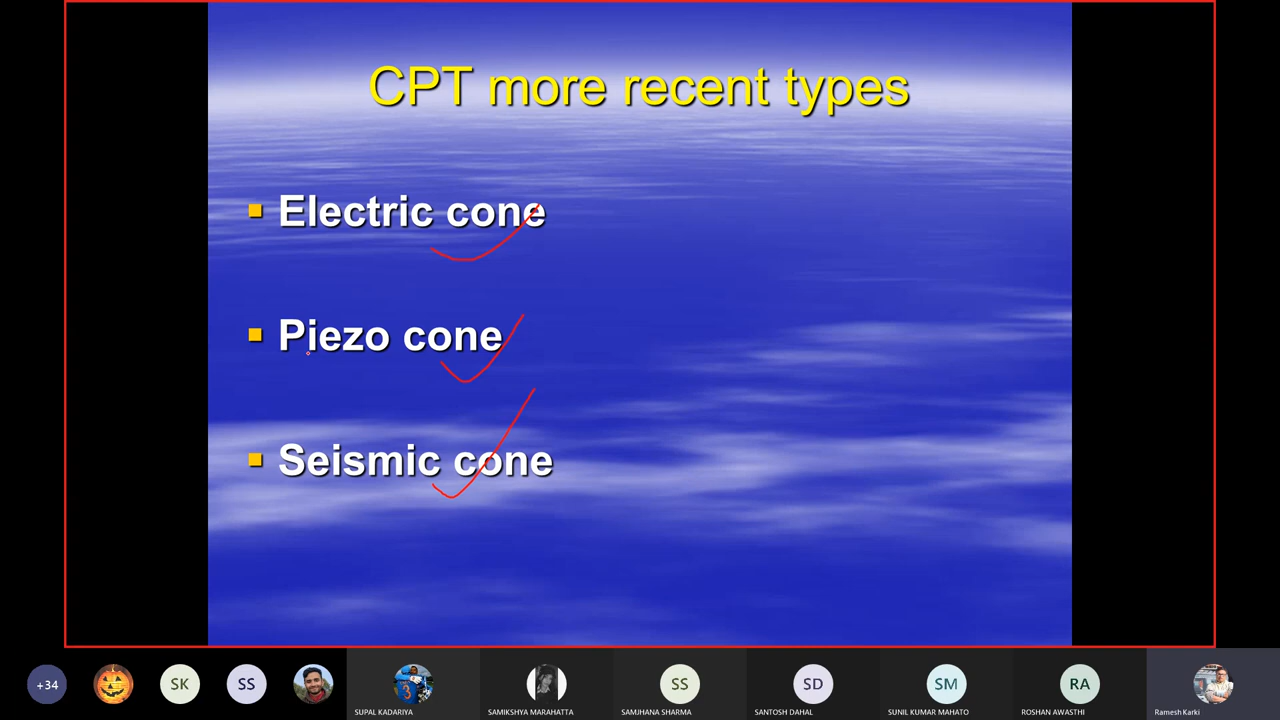 CPT more recent types
Electric cone
Piezo cone
Seismic cone
+34
SK
SS
SS
SD
SM
RA
SUPAL KADARIYA
SAMIKSHYA MARAHATTA
SAMJHANA SHARMA
SANTOSH DAHAL
SUNIL KUMAR MAHATO
ROSHAN AWASTHI
Ramesh Karki